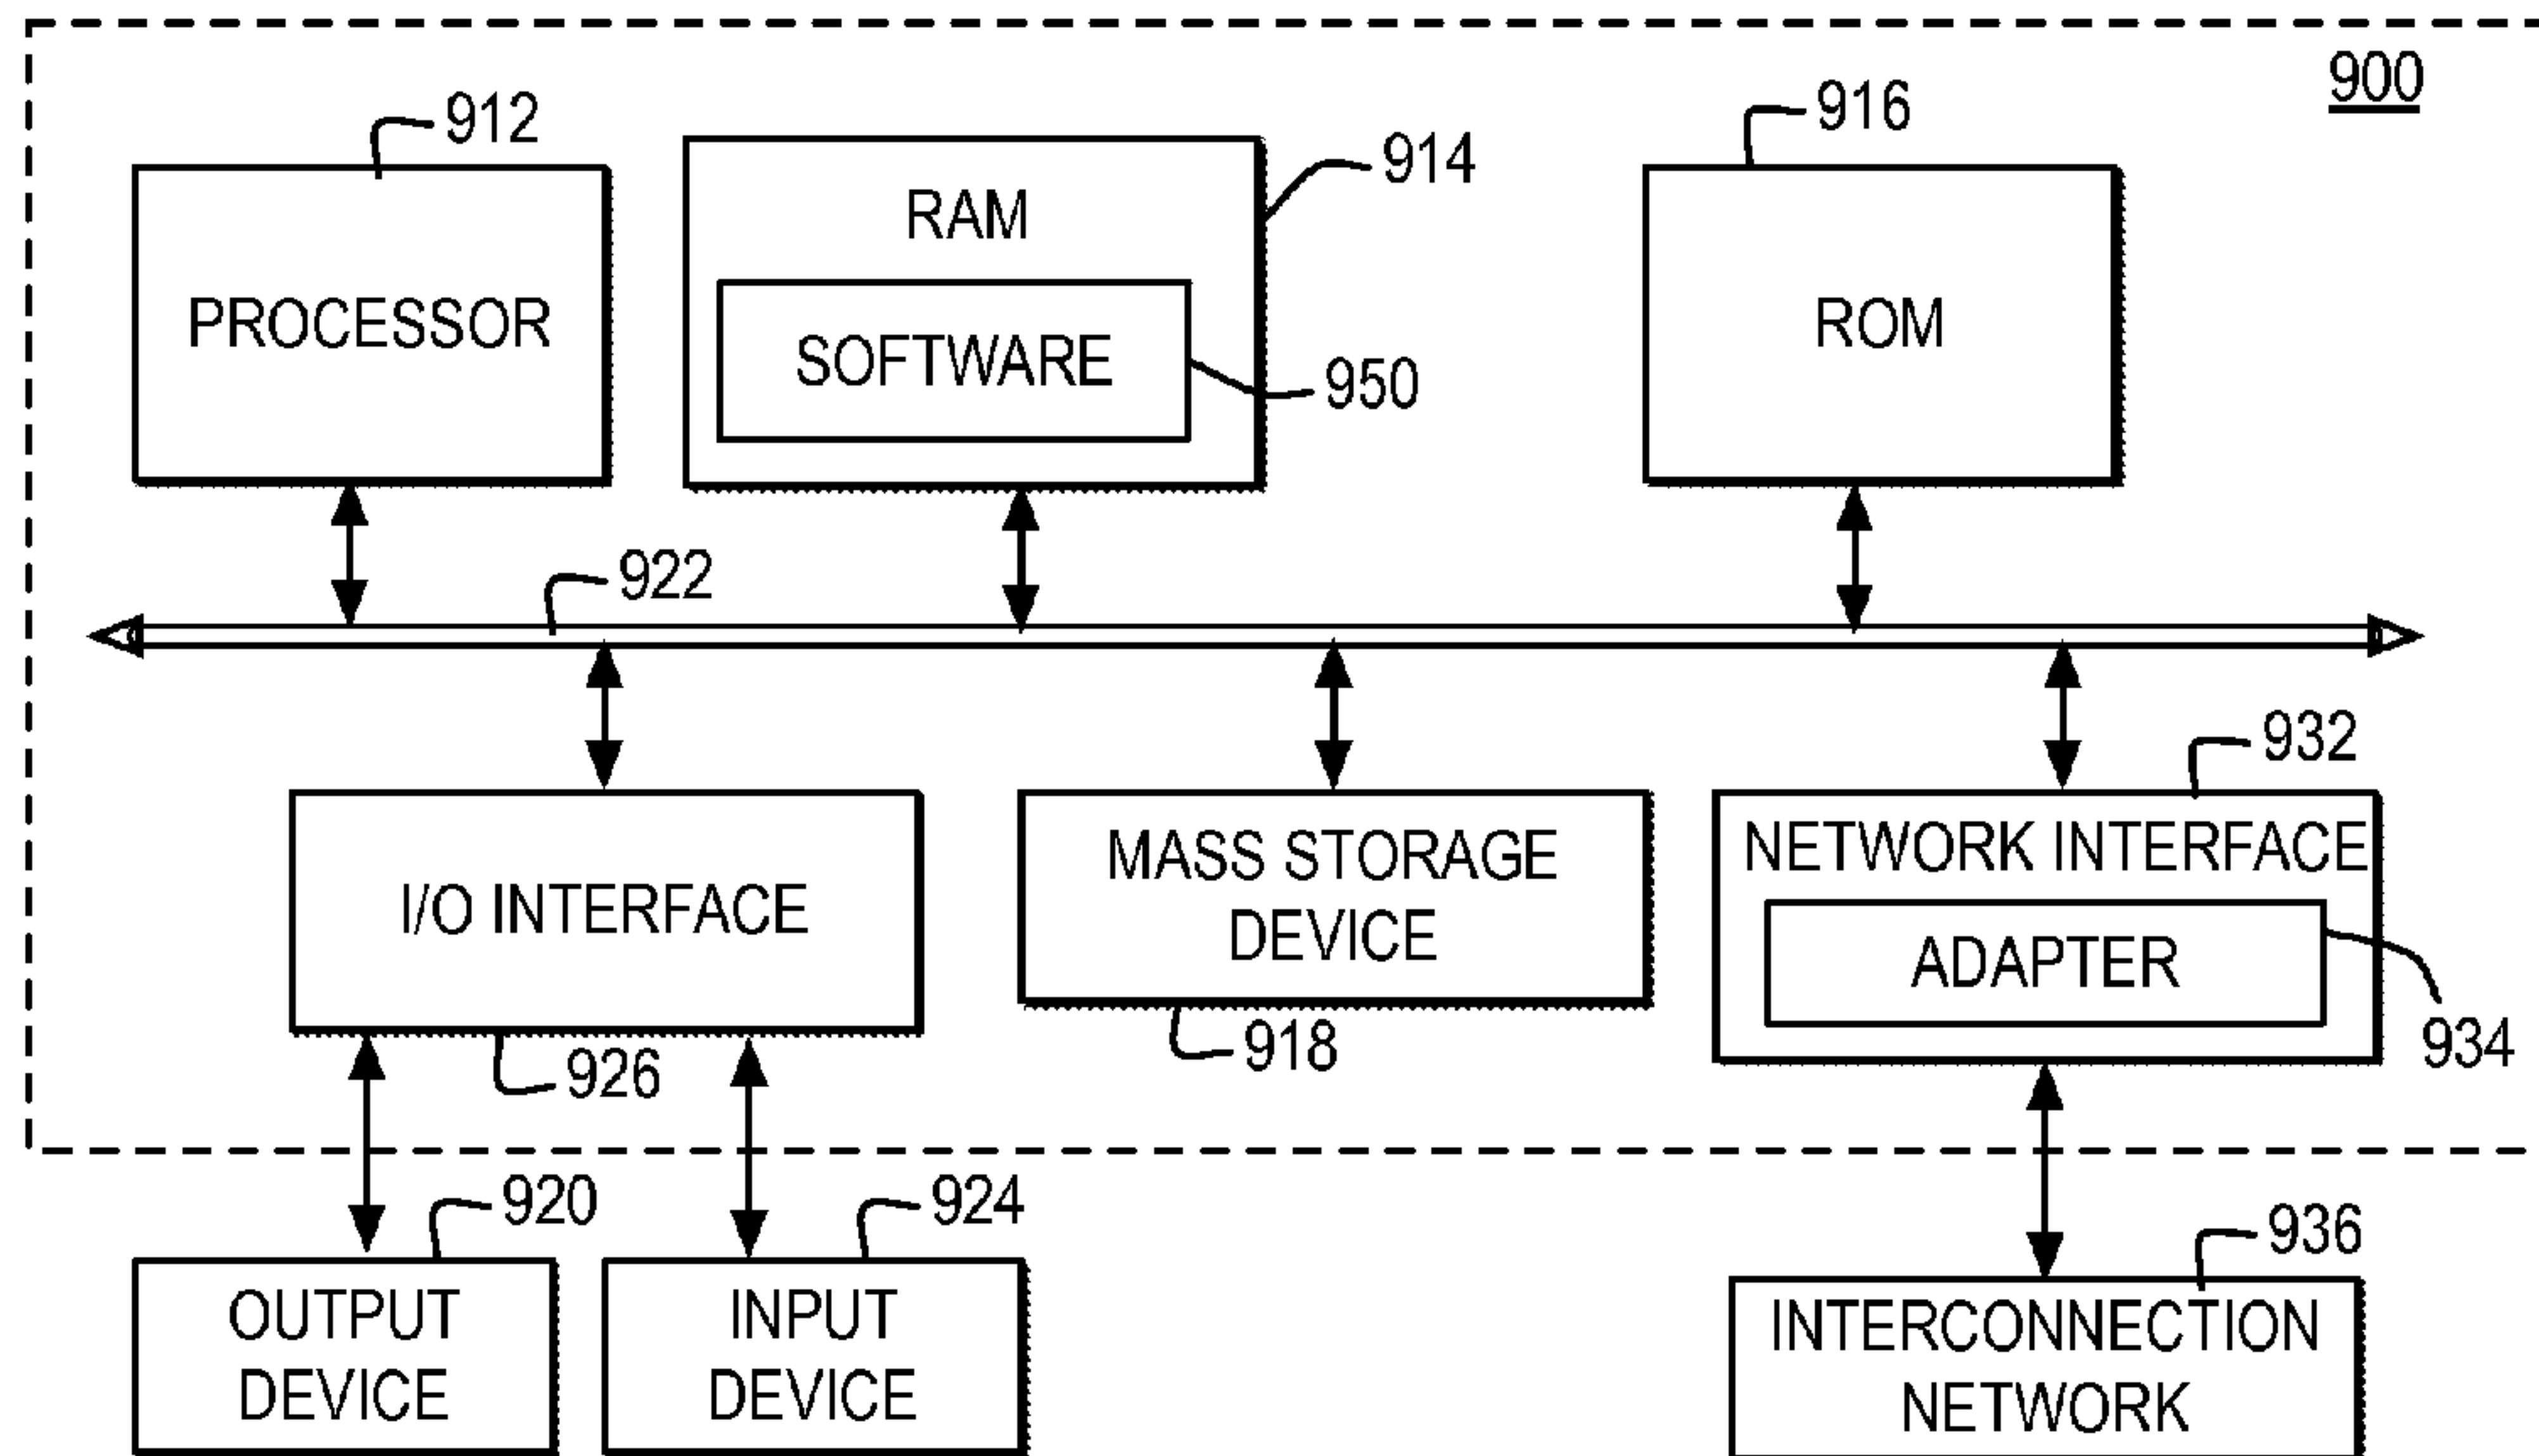 900
912
PROCESSOR
914
RAM
SOFTWARE
950
916
ROM
922
I/O INTERFACE
926
MASS STORAGE
DEVICE
918
932
NETWORK INTERFACE
ADAPTER
934
920
OUTPUT
DEVICE
924
INPUT
DEVICE
936
INTERCONNECTION
NETWORK